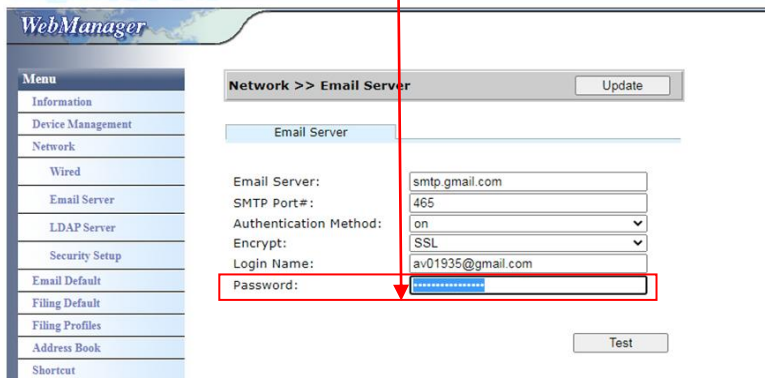 WebManager
Menu
Information
Device Management
Network
Wired
Email Server
LDAP Server
Security Setup
Email Default
Filing Default
Filing Profiles
Address Book
Shortcut
Network >> Email Server
Update
Email Server
Email Server: smtp.gmail.com
SMTP Port#: 465
Authentication Method: on
Encrypt: SSL
Login Name: av01935@gmail.com
Password: ••••••••••••••••
Test